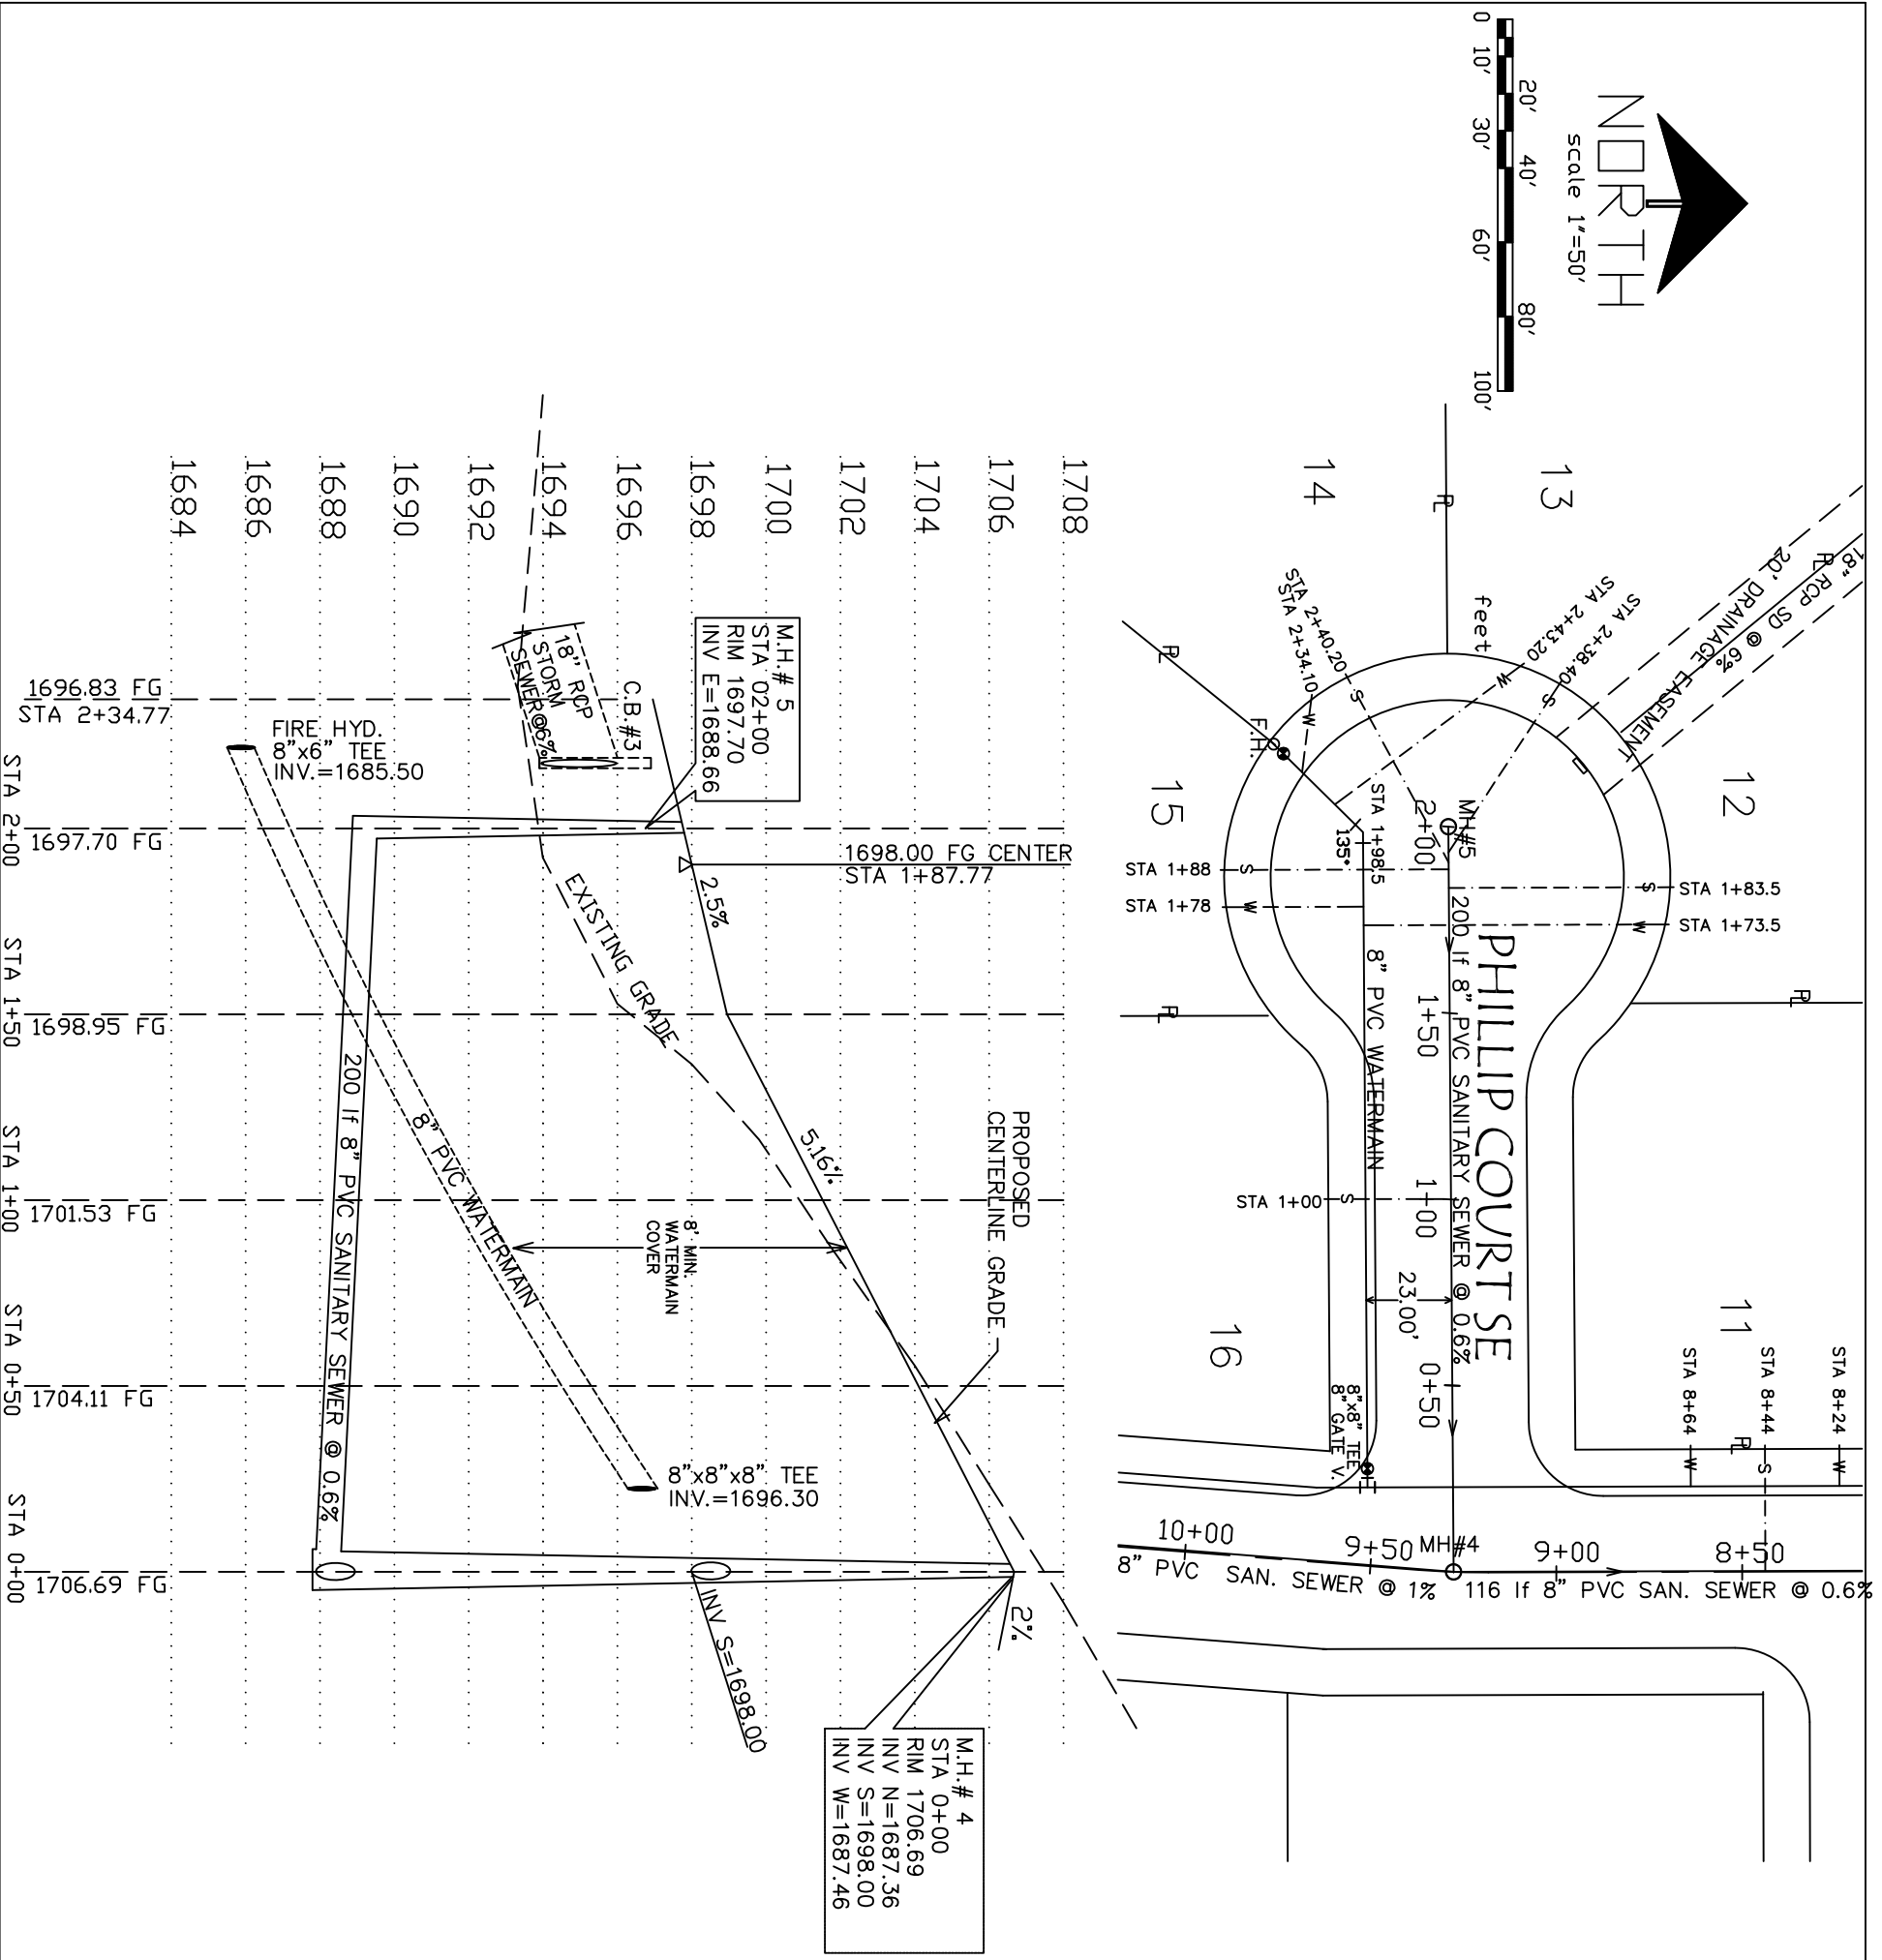 NORTH
scale 1"=50'
0 10' 20' 30' 40' 60' 80' 100'
feet
13
14
12
15
11
16
18" RCP SD @ 6%
20' DRAINAGE EASEMENT
PL
PL
PL
PL
PL
PL
STA 2+43.20
STA 2+38.40
STA 2+40.20
STA 2+34.10
W
S
S
W
F.H.
MH#5
2+00
STA 1+98.5
135°
STA 1+88
S
STA 1+78
W
S
STA 1+83.5
W
STA 1+73.5
PHILLIP COURT SE
200 lf 8" PVC SANITARY SEWER @ 0.6%
1+50
1+00
0+50
8" PVC WATERMAIN
STA 1+00
S
23.00'
8"x8" TEE
8" GATE V.
STA 8+64
W
STA 8+44
S
STA 8+24
W
10+00
9+50
MH#4
9+00
8+50
8" PVC SAN. SEWER @ 1%
116 lf 8" PVC SAN. SEWER @ 0.6%
1708
1706
1704
1702
1700
1698
1696
1694
1692
1690
1688
1686
1684
M.H.# 5
STA 02+00
RIM 1697.70
INV E=1688.66
C.B.#3
18" RCP
STORM
SEWER@6%
1698.00 FG CENTER
STA 1+87.77
2.5%
EXISTING GRADE
5.16%
PROPOSED
CENTERLINE GRADE
8' MIN.
WATERMAIN
COVER
FIRE HYD.
8"x6" TEE
INV.=1685.50
8" PVC WATERMAIN
200 lf 8" PVC SANITARY SEWER @ 0.6%
8"x8"x8" TEE
INV.=1696.30
INV S=1698.00
2%
M.H.# 4
STA 0+00
RIM 1706.69
INV N=1687.36
INV S=1698.00
INV W=1687.46
1696.83 FG
STA 2+34.77
1697.70 FG
STA 2+00
1698.95 FG
STA 1+50
1701.53 FG
STA 1+00
1704.11 FG
STA 0+50
1706.69 FG
STA 0+00